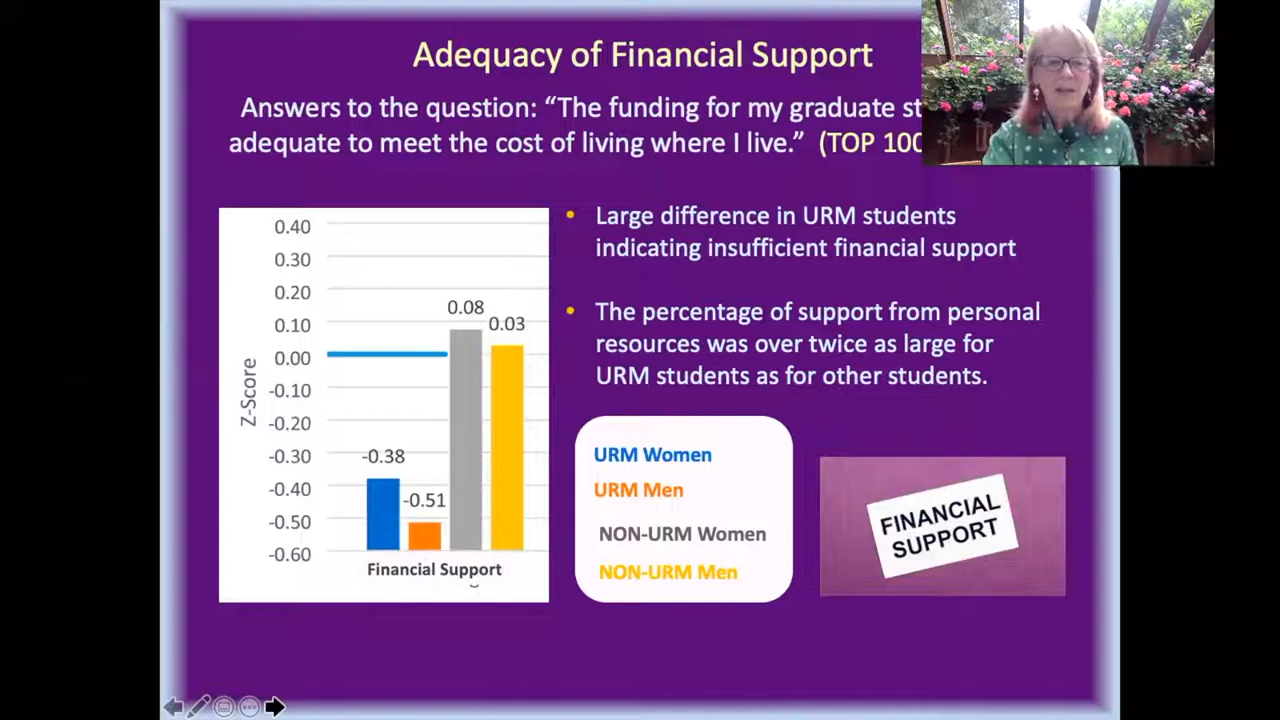 Adequacy of Financial Support
Answers to the question: “The funding for my graduate
adequate to meet the cost of living where I live.” (TOP 100
0.40
0.30
0.20
0.10
0.00
-0.10
-0.20
-0.30
-0.40
-0.50
-0.60
Z-Score
-0.38
-0.51
0.08
0.03
Financial Support
• Large difference in URM students
indicating insufficient financial support
• The percentage of support from personal
resources was over twice as large for
URM students as for other students.
URM Women
URM Men
NON-URM Women
NON-URM Men
FINANCIAL
SUPPORT